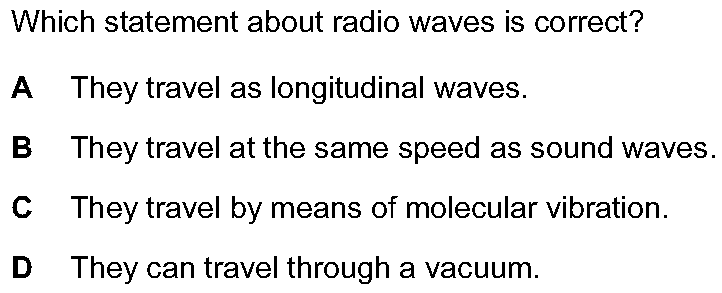 Which statement about radio waves is correct?
A They travel as longitudinal waves.
B They travel at the same speed as sound waves.
C They travel by means of molecular vibration.
D They can travel through a vacuum.